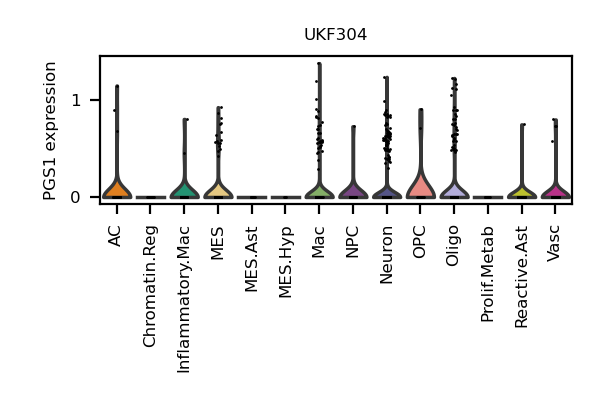 UKF304
PGS1 expression
1
0
AC
Chromatin.Reg
Inflammatory.Mac
MES
MES.Ast
MES.Hyp
Mac
NPC
Neuron
OPC
Oligo
Prolif.Metab
Reactive.Ast
Vasc